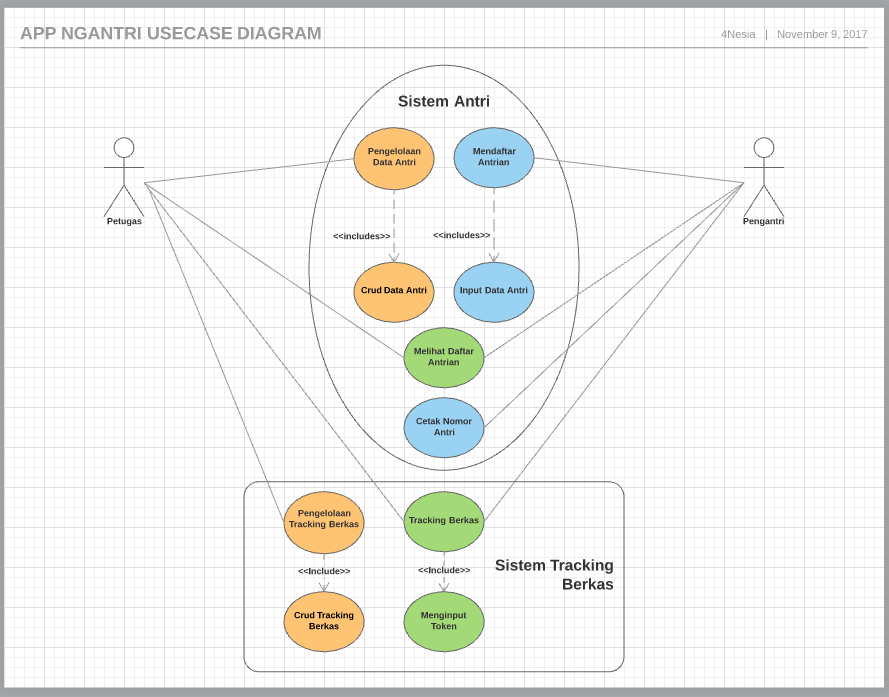 APP NGANTRI USECASE DIAGRAM
4Nesia | November 9, 2017
Sistem Antri
Pengelolaan
Data Antri
Mendaftar
Antrian
Petugas
Pengantri
<<includes>>
<<includes>>
Crud Data Antri
Input Data Antri
Melihat Daftar
Antrian
Cetak Nomor
Antri
Pengelolaan
Tracking Berkas
Tracking Berkas
Sistem Tracking
Berkas
<<Include>>
<<Include>>
Crud Tracking
Berkas
Menginput
Token